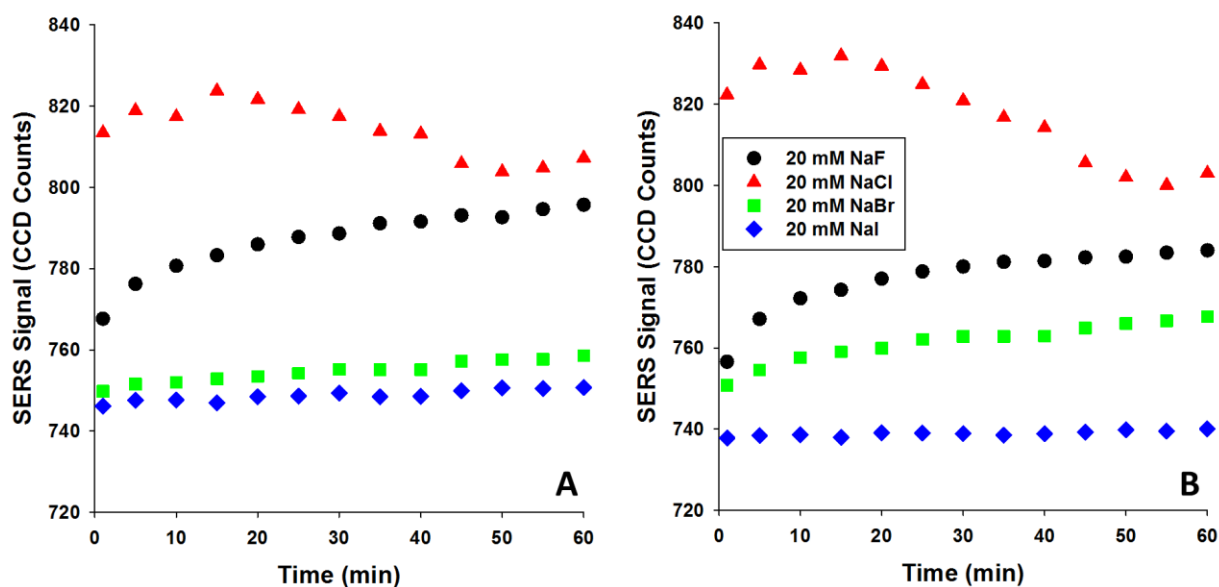 SERS Signal (CCD Counts)
840
820
800
780
760
740
720
0 10 20 30 40 50 60
Time (min)
A
SERS Signal (CCD Counts)
840
820
800
780
760
740
720
20 mM NaF
20 mM NaCl
20 mM NaBr
20 mM NaI
0 10 20 30 40 50 60
Time (min)
B